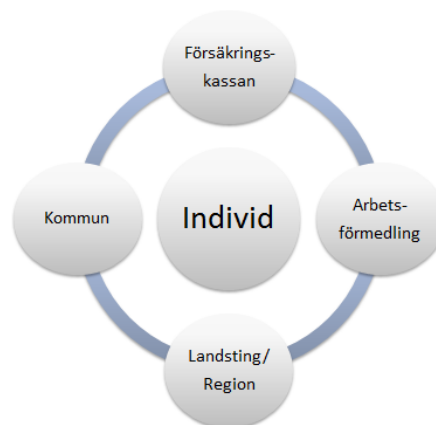 Försäkrings-
kassan
Kommun
Individ
Arbets-
förmedling
Landsting/
Region